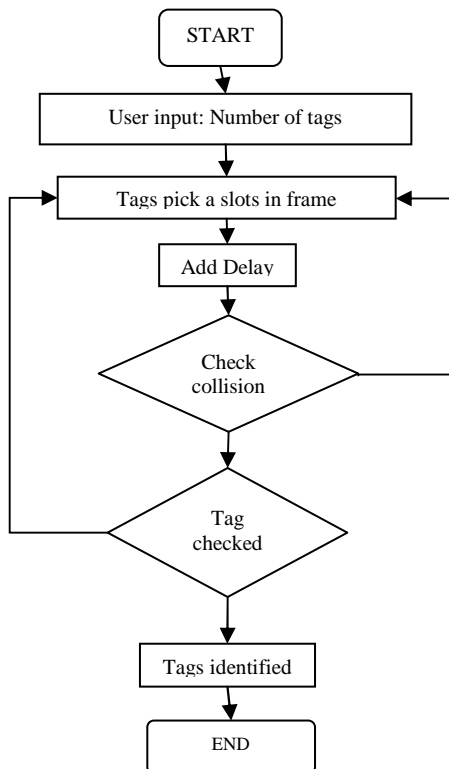 START
User input: Number of tags
Tags pick a slots in frame
Add Delay
Check
collision
Tag
checked
Tags identified
END